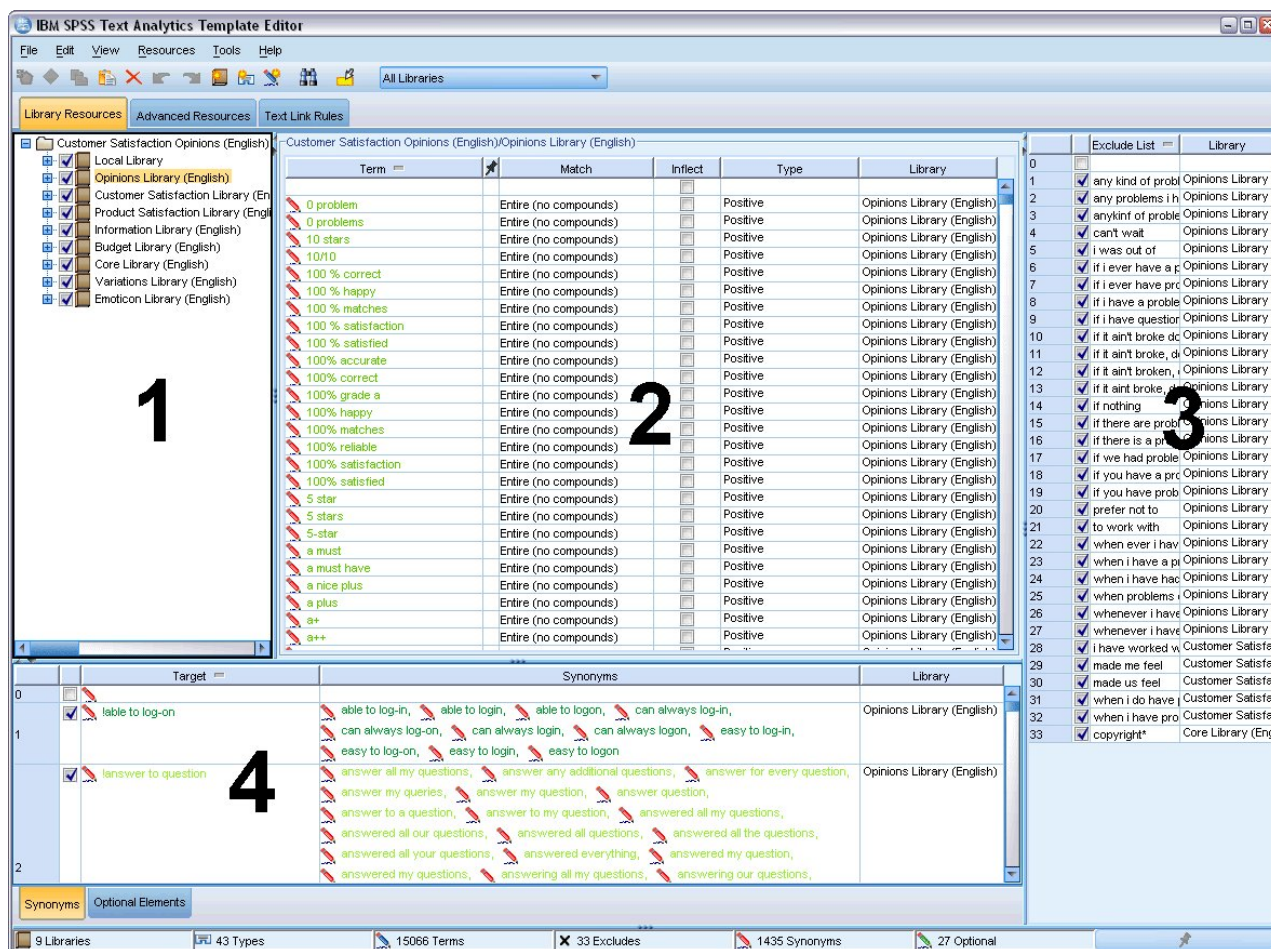 IBM SPSS Text Analytics Template Editor
File Edit View Resources Tools Help
All Libraries
Library Resources Advanced Resources Text Link Rules
Customer Satisfaction Opinions (English)
Local Library
Opinions Library (English)
Customer Satisfaction Library (En
Product Satisfaction Library (Engli
Information Library (English)
Budget Library (English)
Core Library (English)
Variations Library (English)
Emoticon Library (English)
1
Customer Satisfaction Opinions (English)/Opinions Library (English)
Term Match Inflect Type Library
0 problem Entire (no compounds) Positive Opinions Library (English)
0 problems Entire (no compounds) Positive Opinions Library (English)
10 stars Entire (no compounds) Positive Opinions Library (English)
10/10 Entire (no compounds) Positive Opinions Library (English)
100 % correct Entire (no compounds) Positive Opinions Library (English)
100 % happy Entire (no compounds) Positive Opinions Library (English)
100 % matches Entire (no compounds) Positive Opinions Library (English)
100 % satisfaction Entire (no compounds) Positive Opinions Library (English)
100 % satisfied Entire (no compounds) Positive Opinions Library (English)
100% accurate Entire (no compounds) Positive Opinions Library (English)
100% correct Entire (no compounds) Positive Opinions Library (English)
100% grade a Entire (no compounds) Positive Opinions Library (English)
100% happy Entire (no compounds) Positive Opinions Library (English)
100% matches Entire (no compounds) Positive Opinions Library (English)
100% reliable Entire (no compounds) Positive Opinions Library (English)
100% satisfaction Entire (no compounds) Positive Opinions Library (English)
100% satisfied Entire (no compounds) Positive Opinions Library (English)
5 star Entire (no compounds) Positive Opinions Library (English)
5 stars Entire (no compounds) Positive Opinions Library (English)
5-star Entire (no compounds) Positive Opinions Library (English)
a must Entire (no compounds) Positive Opinions Library (English)
a must have Entire (no compounds) Positive Opinions Library (English)
a nice plus Entire (no compounds) Positive Opinions Library (English)
a plus Entire (no compounds) Positive Opinions Library (English)
a+ Entire (no compounds) Positive Opinions Library (English)
a++ Entire (no compounds) Positive Opinions Library (English)
2
Exclude List Library
0
1 any kind of probl Opinions Library
2 any problems i h Opinions Library
3 anykinf of proble Opinions Library
4 can't wait Opinions Library
5 i was out of Opinions Library
6 if i ever have a p Opinions Library
7 if i ever have pro Opinions Library
8 if i have a proble Opinions Library
9 if i have question Opinions Library
10 if it ain't broke do Opinions Library
11 if it ain't broke, d Opinions Library
12 if it ain't broken, Opinions Library
13 if it aint broke, d Opinions Library
14 if nothing Opinions Library
15 if there are probl Opinions Library
16 if there is a pr Opinions Library
17 if we had proble Opinions Library
18 if you have a pro Opinions Library
19 if you have prob Opinions Library
20 prefer not to Opinions Library
21 to work with Opinions Library
22 when ever i hav Opinions Library
23 when i have a pr Opinions Library
24 when i have had Opinions Library
25 when problems Opinions Library
26 whenever i have Opinions Library
27 whenever i have Opinions Library
28 i have worked w Customer Satisfa
29 made me feel Customer Satisfa
30 made us feel Customer Satisfa
31 when i do have Customer Satisfa
32 when i have pro Customer Satisfa
33 copyright* Core Library (Eng
3
Target Synonyms Library
0
1 !able to log-on able to log-in, able to login, able to logon, can always log-in, Opinions Library (English)
can always log-on, can always login, can always logon, easy to log-in,
easy to log-on, easy to login, easy to logon
2 !answer to question answer all my questions, answer any additional questions, answer for every question, Opinions Library (English)
answer my queries, answer my question, answer question,
answer to a question, answer to my question, answered all my questions,
answered all our questions, answered all questions, answered all the questions,
answered all your questions, answered everything, answered my question,
answered my questions, answering all my questions, answering our questions,
4
Synonyms Optional Elements
9 Libraries 43 Types 15066 Terms 33 Excludes 1435 Synonyms 27 Optional